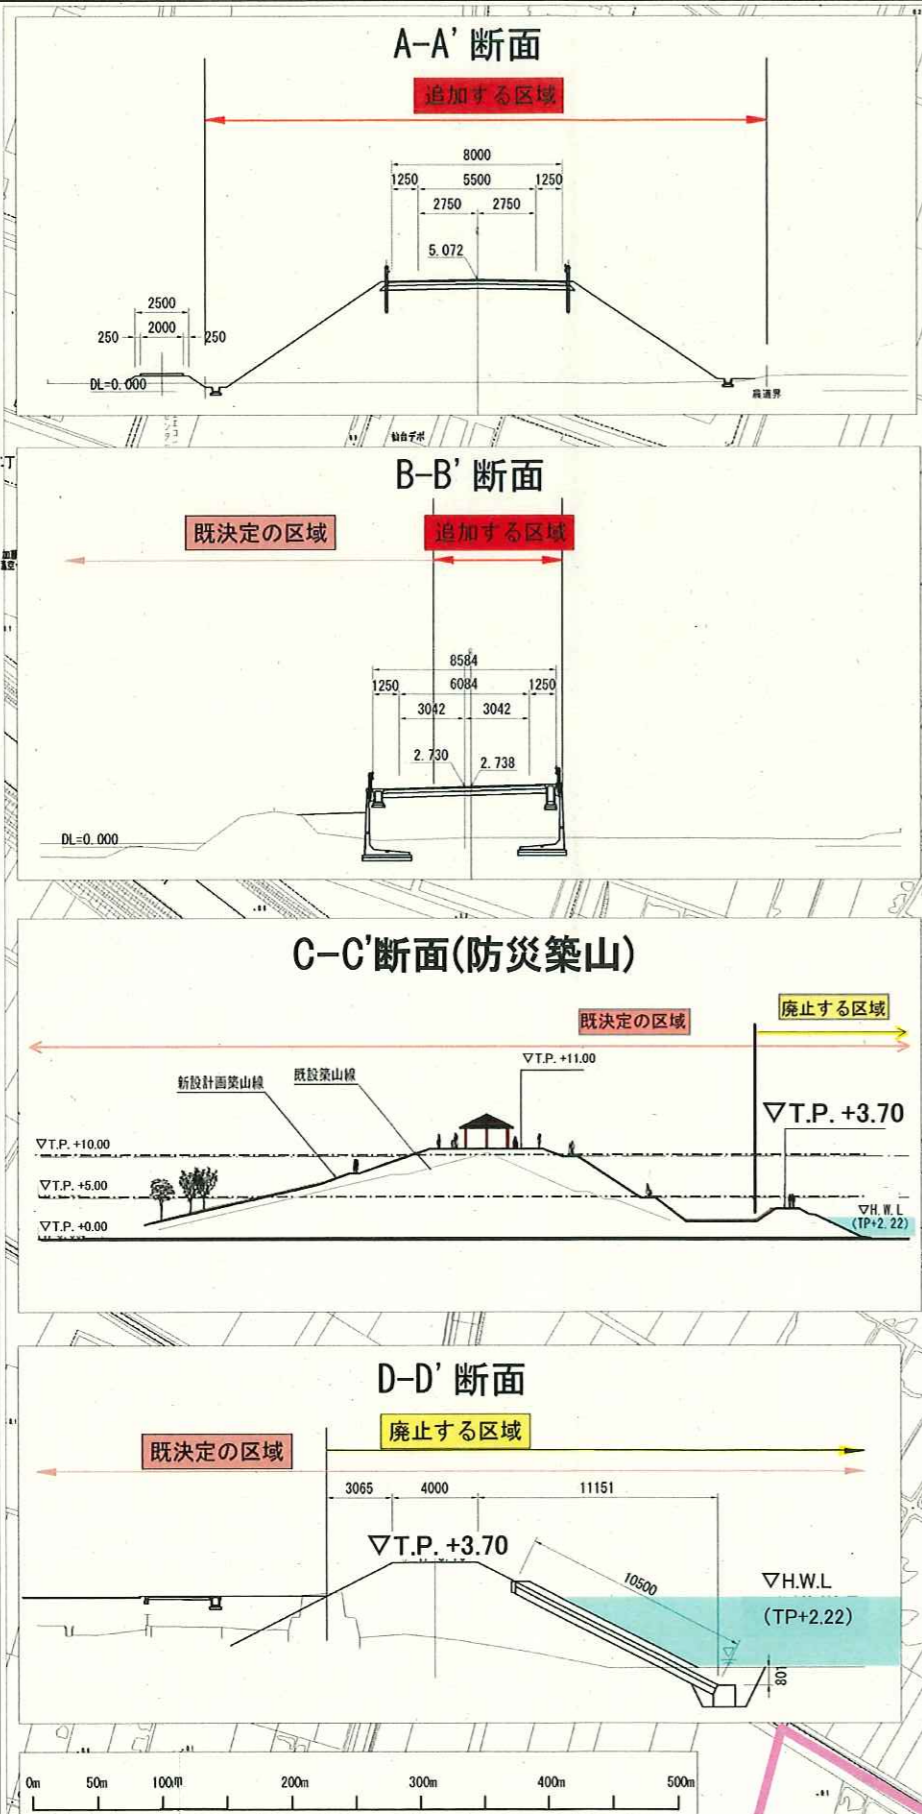 A-A' 断面
追加する区域
8000
1250 5500 1250
2750 2750
5.072
2500
250 2000 250
DL=0.000
仙台デポ
B-B' 断面
既決定の区域 追加する区域
8584
1250 6084 1250
3042 3042
2.730 2.738
DL=0.000
C-C'断面(防災築山)
廃止する区域
既決定の区域
▽T.P. +11.00
新設計画築山線 既設築山線
▽T.P. +3.70
▽T.P. +10.00
▽T.P. +5.00
▽H.W.L
(TP+2.22)
▽T.P. +0.00
D-D' 断面
廃止する区域
既決定の区域
3065 4000 11151
▽T.P. +3.70
10500
▽H.W.L
(TP+2.22)
801
0m 50m 100m 200m 300m 400m 500m